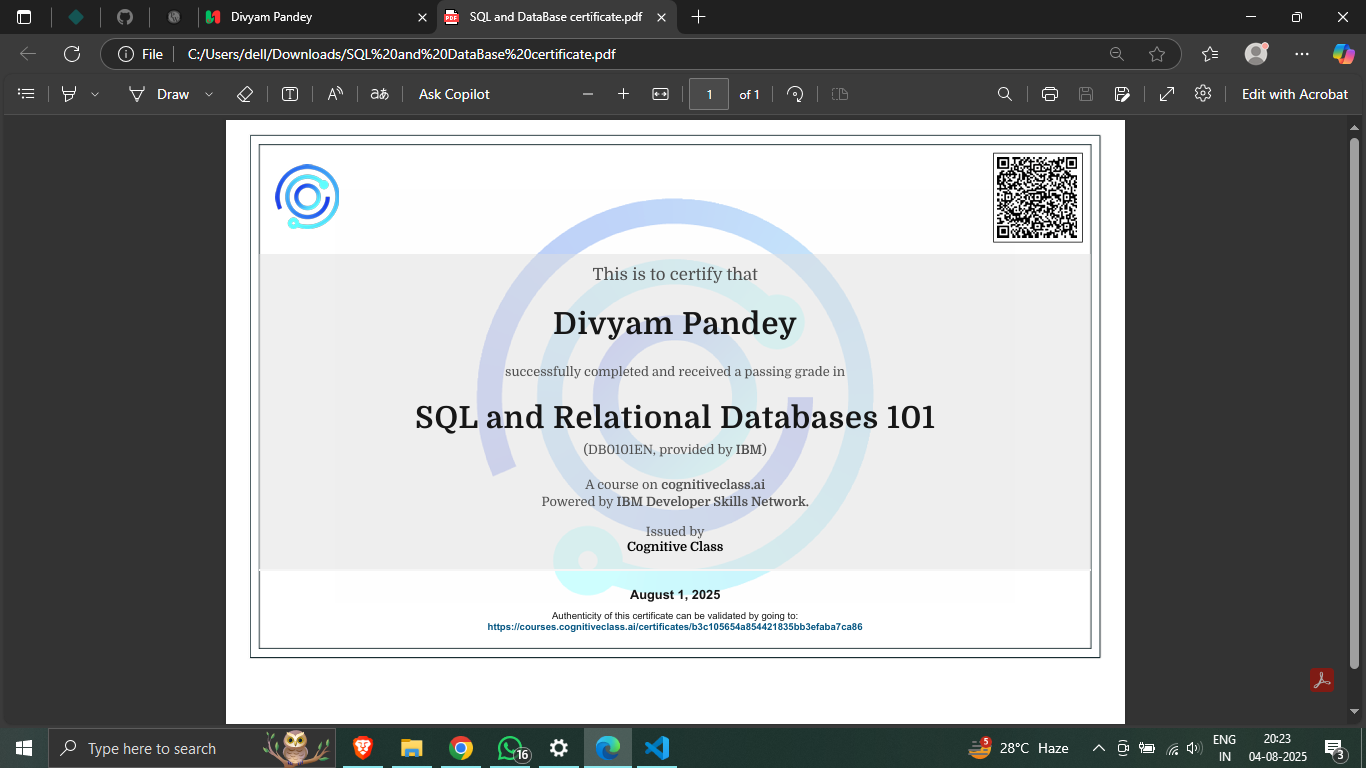 Divyam Pandey
SQL and DataBase certificate.pdf
File
C:/Users/dell/Downloads/SQL%20and%20DataBase%20certificate.pdf
Draw
aあ
Ask Copilot
1
of 1
Edit with Acrobat
This is to certify that
Divyam Pandey
successfully completed and received a passing grade in
SQL and Relational Databases 101
(DB0101EN, provided by IBM)
A course on cognitiveclass.ai
Powered by IBM Developer Skills Network.
Issued by
Cognitive Class
August 1, 2025
Authenticity of this certificate can be validated by going to:
https://courses.cognitiveclass.ai/certificates/b3c105654a854421835bb3efaba7ca86
Type here to search
16
5
28°C Haze
ENG
IN
20:23
04-08-2025
3